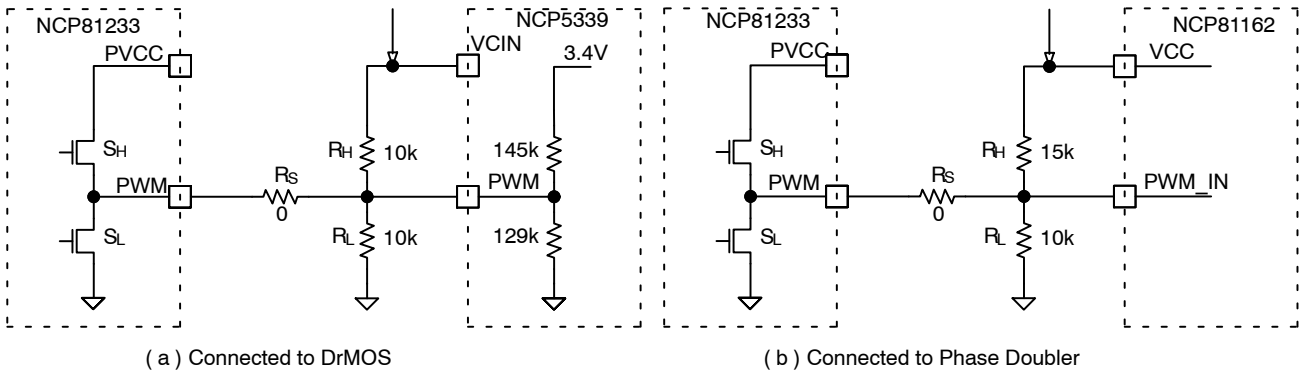 NCP81233
PVCC
SH
PWM
SL
RS
0
RH
10k
RL
10k
VCIN
NCP5339
3.4V
145k
PWM
129k
( a ) Connected to DrMOS
NCP81233
PVCC
SH
PWM
SL
RS
0
RH
15k
RL
10k
NCP81162
VCC
PWM_IN
( b ) Connected to Phase Doubler